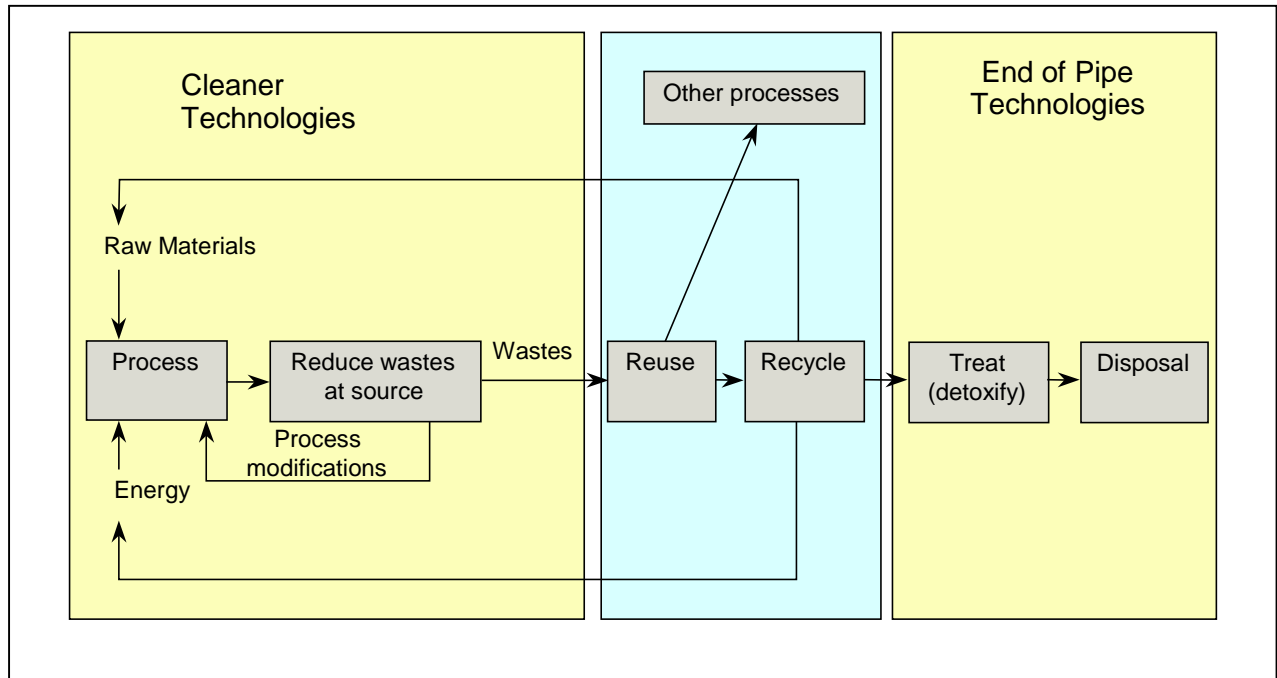 Cleaner
Technologies
Other processes
End of Pipe
Technologies
Raw Materials
Process
Reduce wastes
at source
Wastes
Reuse
Recycle
Treat
(detoxify)
Disposal
Process
modifications
Energy